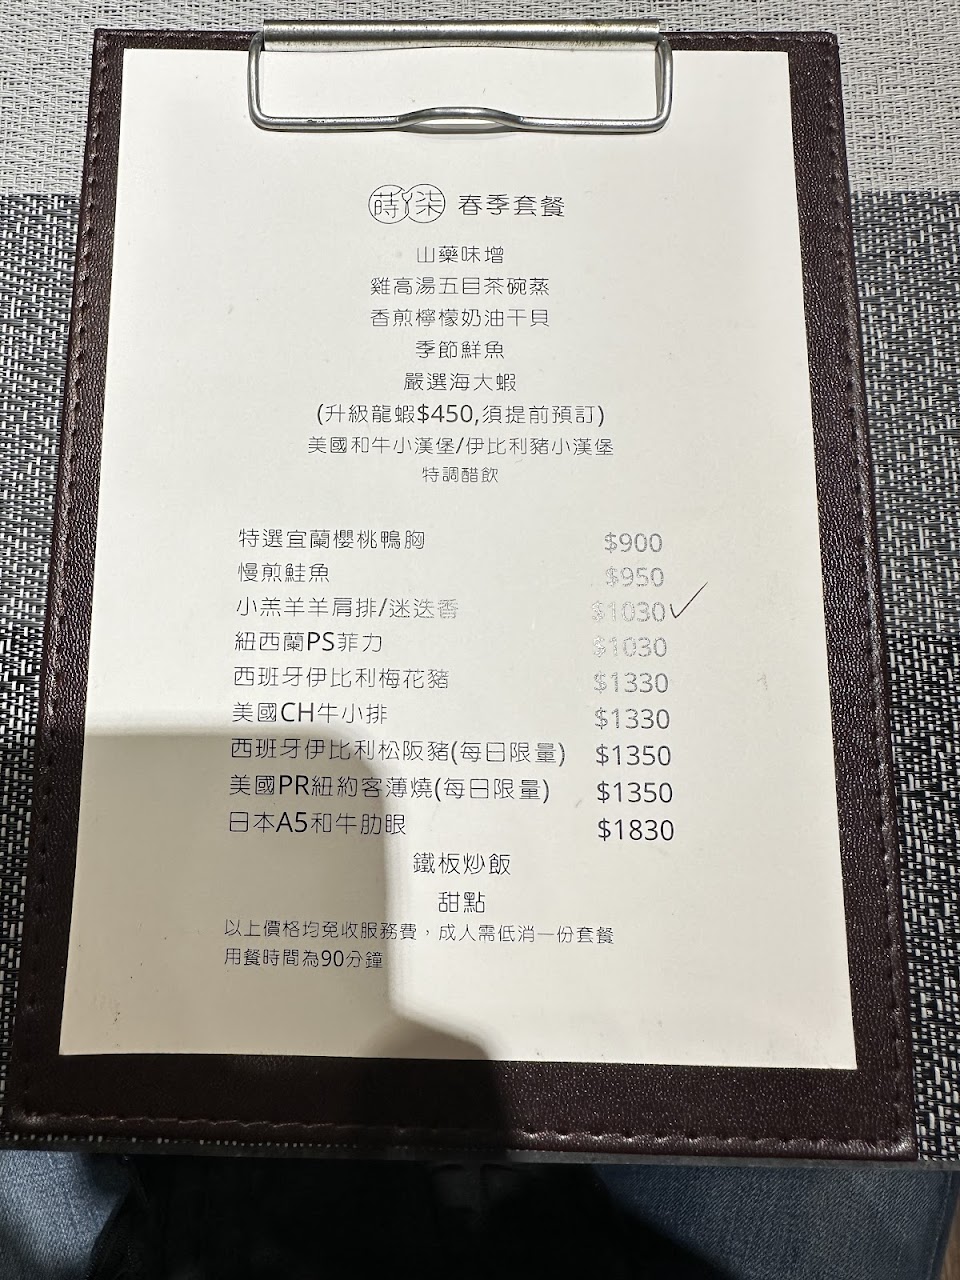 蒔柒 春季套餐
山藥味增
雞高湯五目茶碗蒸
香煎檸檬奶油干貝
季節鮮魚
嚴選海大蝦
(升級龍蝦$450,須提前預訂)
美國和牛小漢堡/伊比利豬小漢堡
特調醋飲
特選宜蘭櫻桃鴨胸 $900
慢煎鮭魚 $950
小羔羊羊肩排/迷迭香 $1030
紐西蘭PS菲力 $1030
西班牙伊比利梅花豬 $1330
美國CH牛小排 $1330
西班牙伊比利松阪豬(每日限量) $1350
美國PR紐約客薄燒(每日限量) $1350
日本A5和牛肋眼 $1830
鐵板炒飯
甜點
以上價格均免收服務費，成人需低消一份套餐
用餐時間為90分鐘